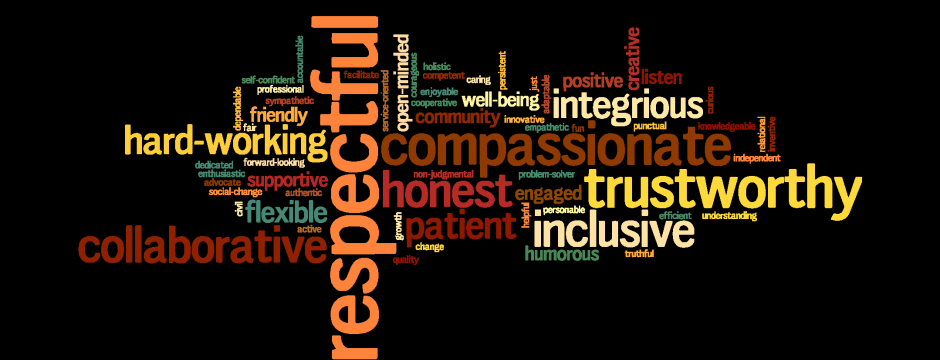 respectful
accountable
self-confident
facilitate
professional
sympathetic
dependable
friendly
fair
hard-working
service-oriented
open-minded
courageous
holistic
competent
caring
persistent
enjoyable
cooperative
well-being
just
adaptable
positive
creative
listen
curious
integrious
community
innovative
empathetic
fun
punctual
knowledgeable
relational
inventive
compassionate
independent
dedicated
forward-looking
enthusiastic
advocate
supportive
social-change
authentic
non-judgmental
problem-solver
honest
engaged
trustworthy
civil
flexible
active
growth
patient
helpful
personable
efficient
understanding
inclusive
collaborative
change
quality
humorous
truthful